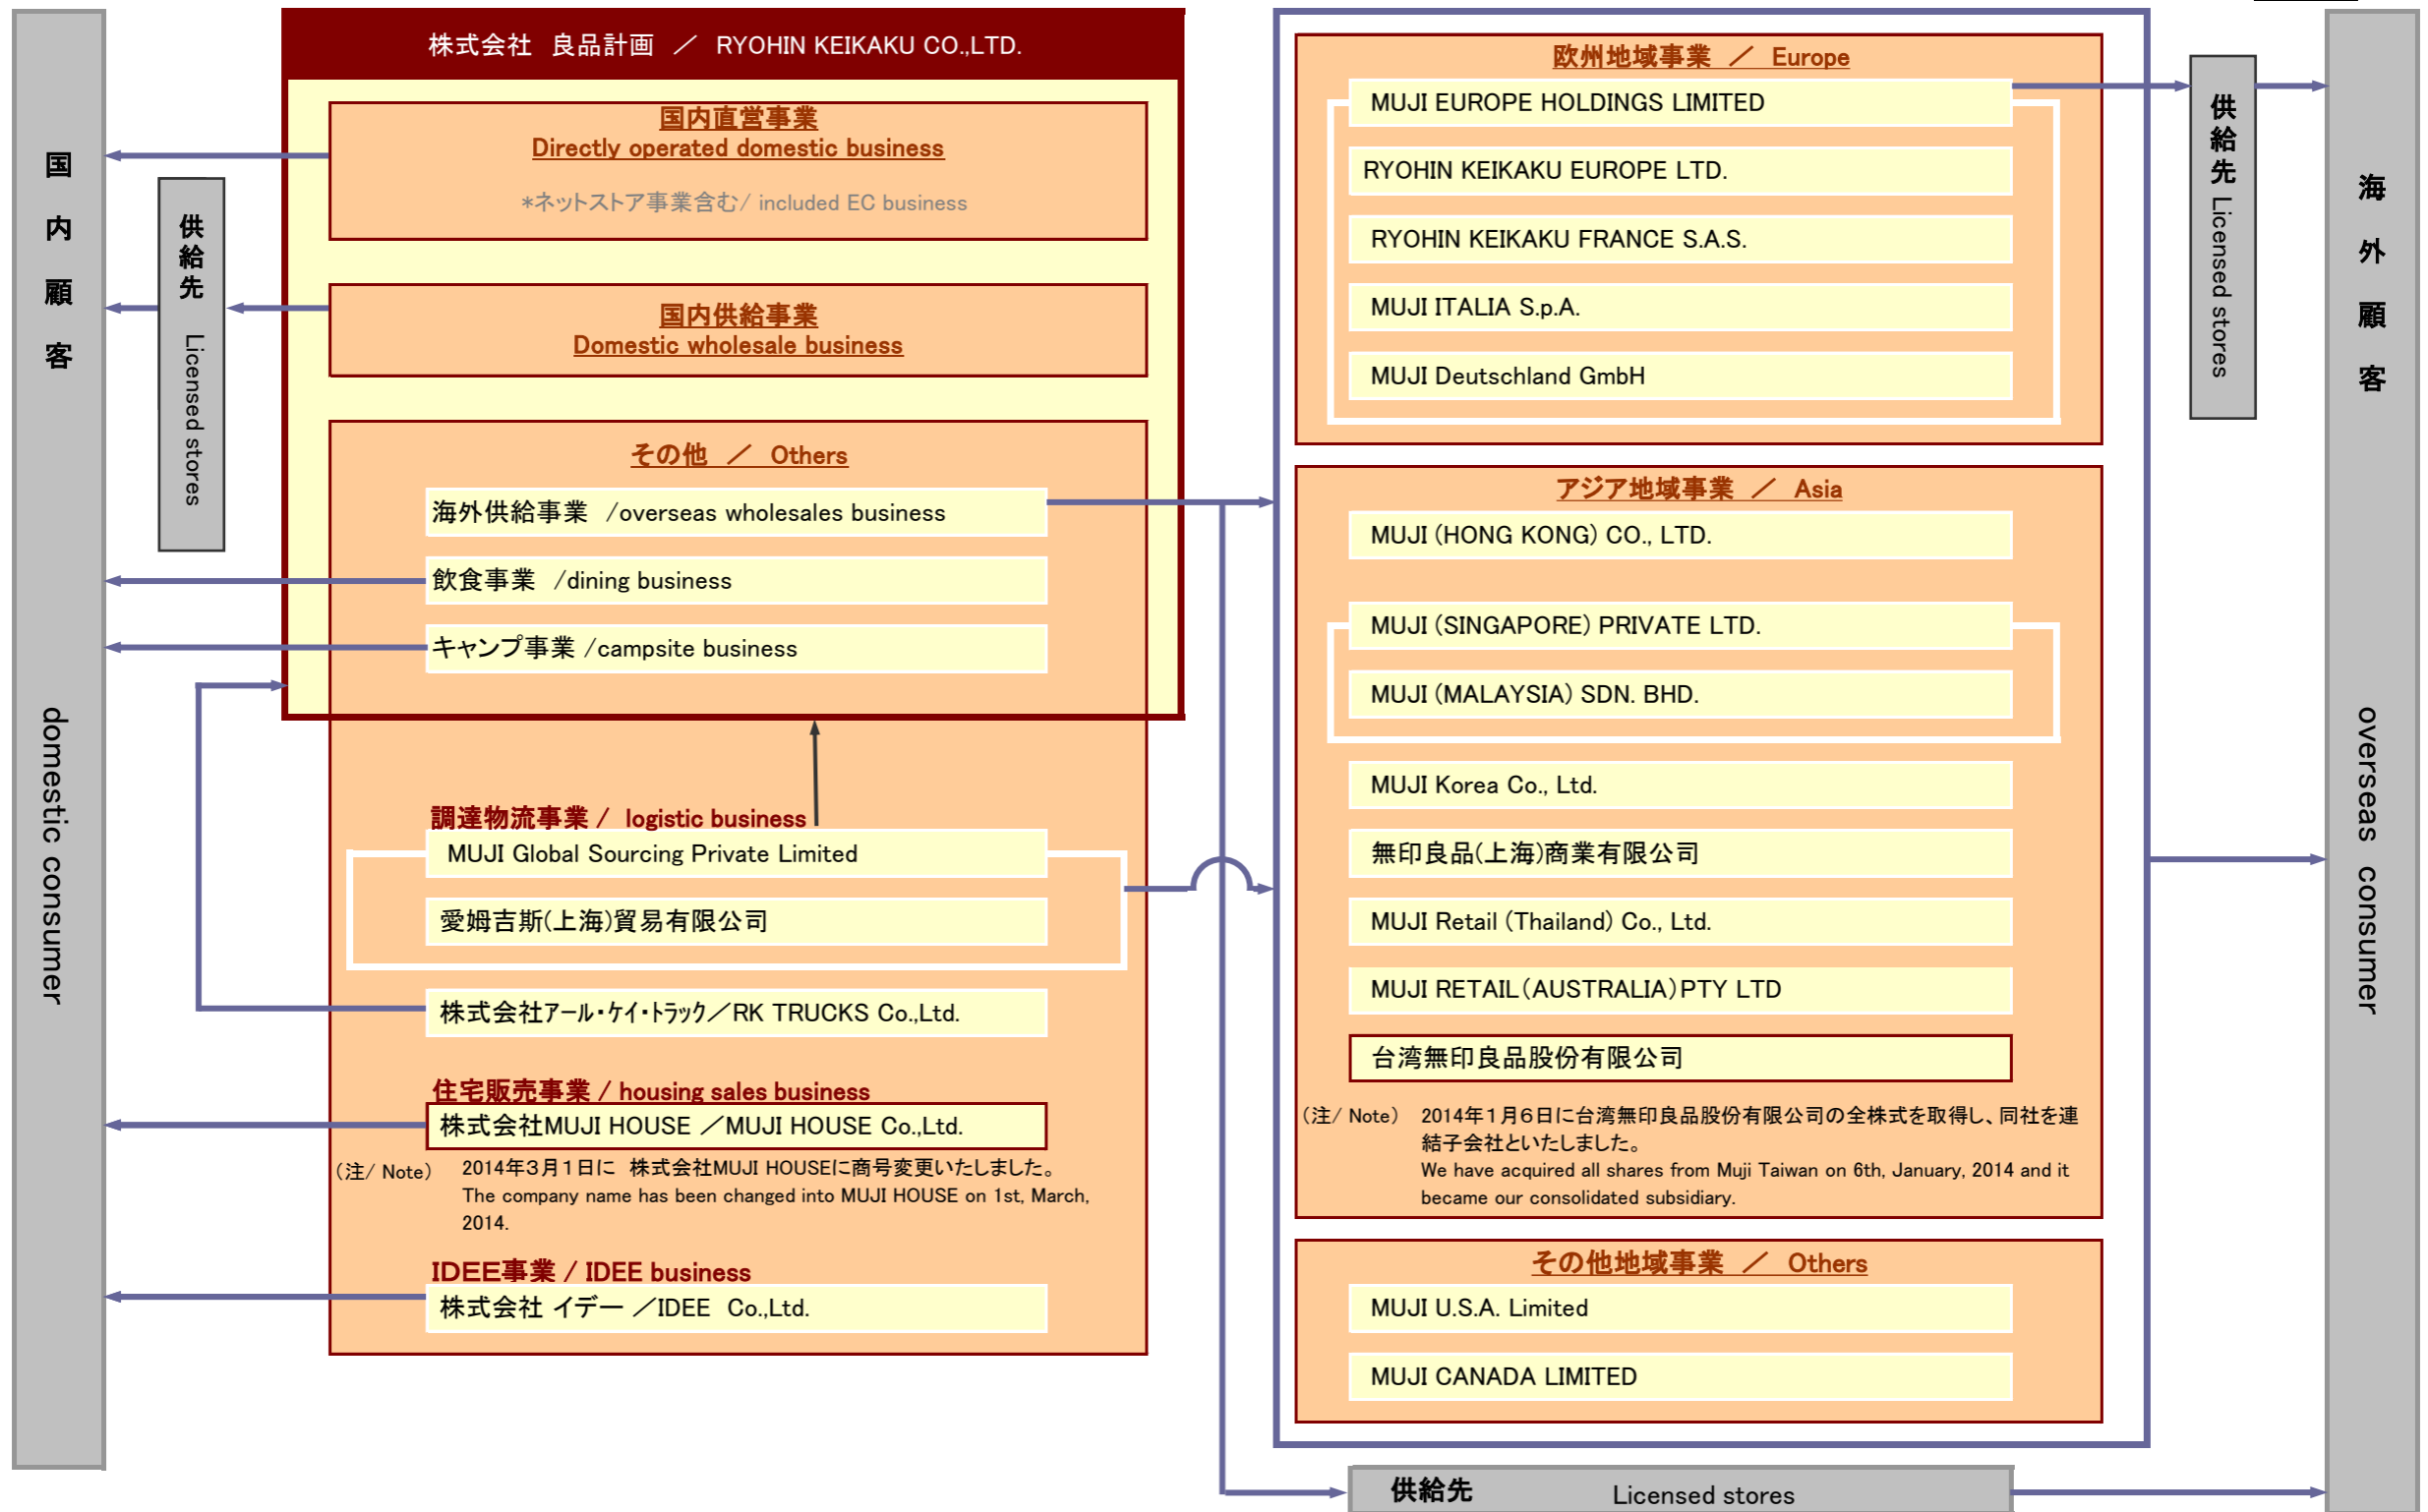 国内顧客 domestic consumer
供給先 Licensed stores
株式会社 良品計画 ／ RYOHIN KEIKAKU CO.,LTD.
国内直営事業
Directly operated domestic business
*ネットストア事業含む/ included EC business
国内供給事業
Domestic wholesale business
その他 ／ Others
海外供給事業 /overseas wholesales business
飲食事業 /dining business
キャンプ事業 /campsite business
調達物流事業 / logistic business
MUJI Global Sourcing Private Limited
愛姆吉斯(上海)貿易有限公司
株式会社ｱｰﾙ・ｹｲ・ﾄﾗｯｸ／RK TRUCKS Co.,Ltd.
住宅販売事業 / housing sales business
株式会社MUJI HOUSE ／MUJI HOUSE Co.,Ltd.
（注/ Note） 2014年３月１日に 株式会社MUJI HOUSEに商号変更いたしました。
The company name has been changed into MUJI HOUSE on 1st, March,
2014.
IDEE事業 / IDEE business
株式会社 イデー ／IDEE Co.,Ltd.
欧州地域事業 ／ Europe
MUJI EUROPE HOLDINGS LIMITED
RYOHIN KEIKAKU EUROPE LTD.
RYOHIN KEIKAKU FRANCE S.A.S.
MUJI ITALIA S.p.A.
MUJI Deutschland GmbH
アジア地域事業 ／ Asia
MUJI (HONG KONG) CO., LTD.
MUJI (SINGAPORE) PRIVATE LTD.
MUJI (MALAYSIA) SDN. BHD.
MUJI Korea Co., Ltd.
無印良品(上海)商業有限公司
MUJI Retail (Thailand) Co., Ltd.
MUJI RETAIL（AUSTRALIA）PTY LTD
台湾無印良品股份有限公司
（注/ Note） 2014年１月６日に台湾無印良品股份有限公司の全株式を取得し、同社を連
結子会社といたしました。
We have acquired all shares from Muji Taiwan on 6th, January, 2014 and it
became our consolidated subsidiary.
その他地域事業 ／ Others
MUJI U.S.A. Limited
MUJI CANADA LIMITED
供給先 Licensed stores
供給先 Licensed stores
海外顧客 overseas consumer